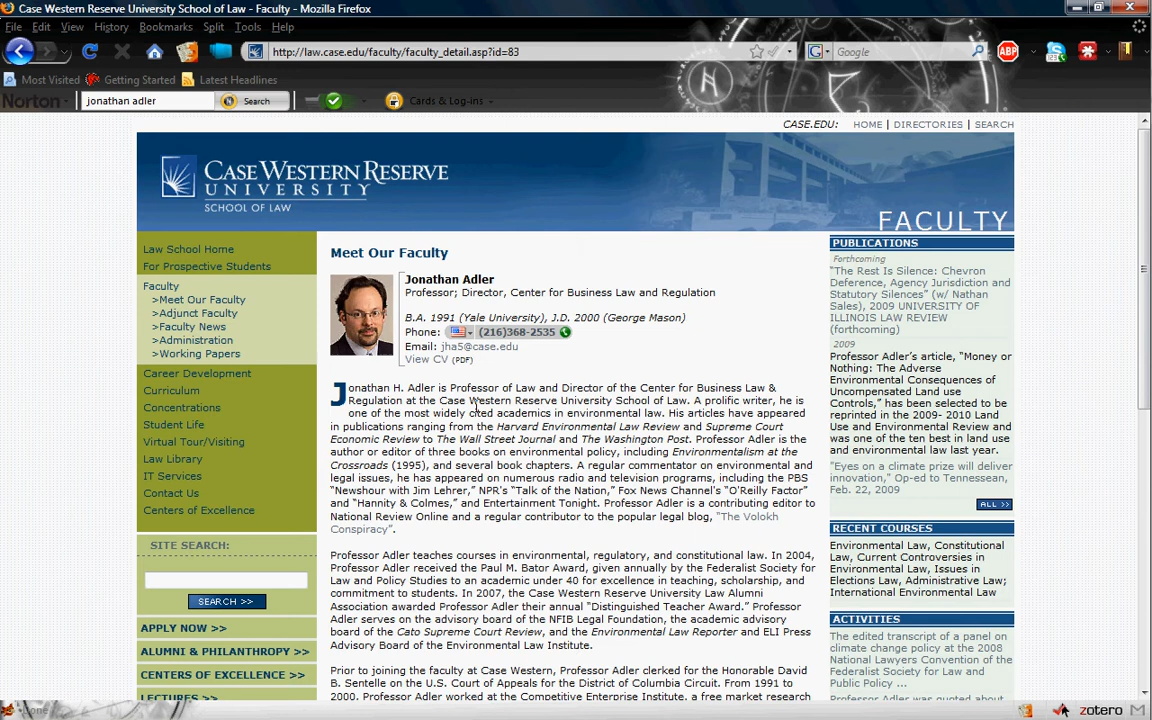 Case Western Reserve University School of Law - Faculty - Mozilla Firefox
File Edit View History Bookmarks Split Tools Help
http://law.case.edu/faculty/faculty_detail.asp?id=83
Google
ABP
Most Visited Getting Started Latest Headlines
Norton
jonathan adler
Search
Cards & Log-ins
CASE.EDU: HOME | DIRECTORIES | SEARCH
CASE WESTERN RESERVE
UNIVERSITY
SCHOOL OF LAW
FACULTY
Law School Home
For Prospective Students
Faculty
>Meet Our Faculty
>Adjunct Faculty
>Faculty News
>Administration
>Working Papers
Career Development
Curriculum
Concentrations
Student Life
Virtual Tour/Visiting
Law Library
IT Services
Contact Us
Centers of Excellence
SITE SEARCH:
SEARCH >>
APPLY NOW >>
ALUMNI & PHILANTHROPY >>
CENTERS OF EXCELLENCE >>
LECTURES >>
Meet Our Faculty
Jonathan Adler
Professor; Director, Center for Business Law and Regulation
B.A. 1991 (Yale University), J.D. 2000 (George Mason)
Phone: (216)368-2535
Email: jha5@case.edu
View CV (PDF)
Jonathan H. Adler is Professor of Law and Director of the Center for Business Law &
Regulation at the Case Western Reserve University School of Law. A prolific writer, he is
one of the most widely cited academics in environmental law. His articles have appeared
in publications ranging from the Harvard Environmental Law Review and Supreme Court
Economic Review to The Wall Street Journal and The Washington Post. Professor Adler is the
author or editor of three books on environmental policy, including Environmentalism at the
Crossroads (1995), and several book chapters. A regular commentator on environmental and
legal issues, he has appeared on numerous radio and television programs, including the PBS
"Newshour with Jim Lehrer," NPR's "Talk of the Nation," Fox News Channel's "O'Reilly Factor"
and "Hannity & Colmes," and Entertainment Tonight. Professor Adler is a contributing editor to
National Review Online and a regular contributor to the popular legal blog, "The Volokh
Conspiracy".
Professor Adler teaches courses in environmental, regulatory, and constitutional law. In 2004,
Professor Adler received the Paul M. Bator Award, given annually by the Federalist Society for
Law and Policy Studies to an academic under 40 for excellence in teaching, scholarship, and
commitment to students. In 2007, the Case Western Reserve University Law Alumni
Association awarded Professor Adler their annual "Distinguished Teacher Award." Professor
Adler serves on the advisory board of the NFIB Legal Foundation, the academic advisory
board of the Cato Supreme Court Review, and the Environmental Law Reporter and ELI Press
Advisory Board of the Environmental Law Institute.
Prior to joining the faculty at Case Western, Professor Adler clerked for the Honorable David
B. Sentelle on the U.S. Court of Appeals for the District of Columbia Circuit. From 1991 to
2000, Professor Adler worked at the Competitive Enterprise Institute, a free market research
PUBLICATIONS
Forthcoming
"The Rest Is Silence: Chevron
Deference, Agency Jurisdiction and
Statutory Silences" (w/ Nathan
Sales), 2009 UNIVERSITY OF
ILLINOIS LAW REVIEW
(forthcoming)
2009
Professor Adler's article, "Money or
Nothing: The Adverse
Environmental Consequences of
Uncompensated Land use
Controls," has been selected to be
reprinted in the 2009- 2010 Land
Use and Environmental Review and
was one of the ten best in land use
and environmental law last year.
"Eyes on a climate prize will deliver
innovation," Op-ed to Tennessean,
Feb. 22, 2009
ALL >>
RECENT COURSES
Environmental Law, Constitutional
Law, Current Controversies in
Environmental Law, Issues in
Elections Law, Administrative Law;
International Environmental Law
ACTIVITIES
The edited transcript of a panel on
climate change policy at the 2008
National Lawyers Convention of the
Federalist Society for Law and
Public Policy ...
Professor Adler was quoted about
Done
zotero